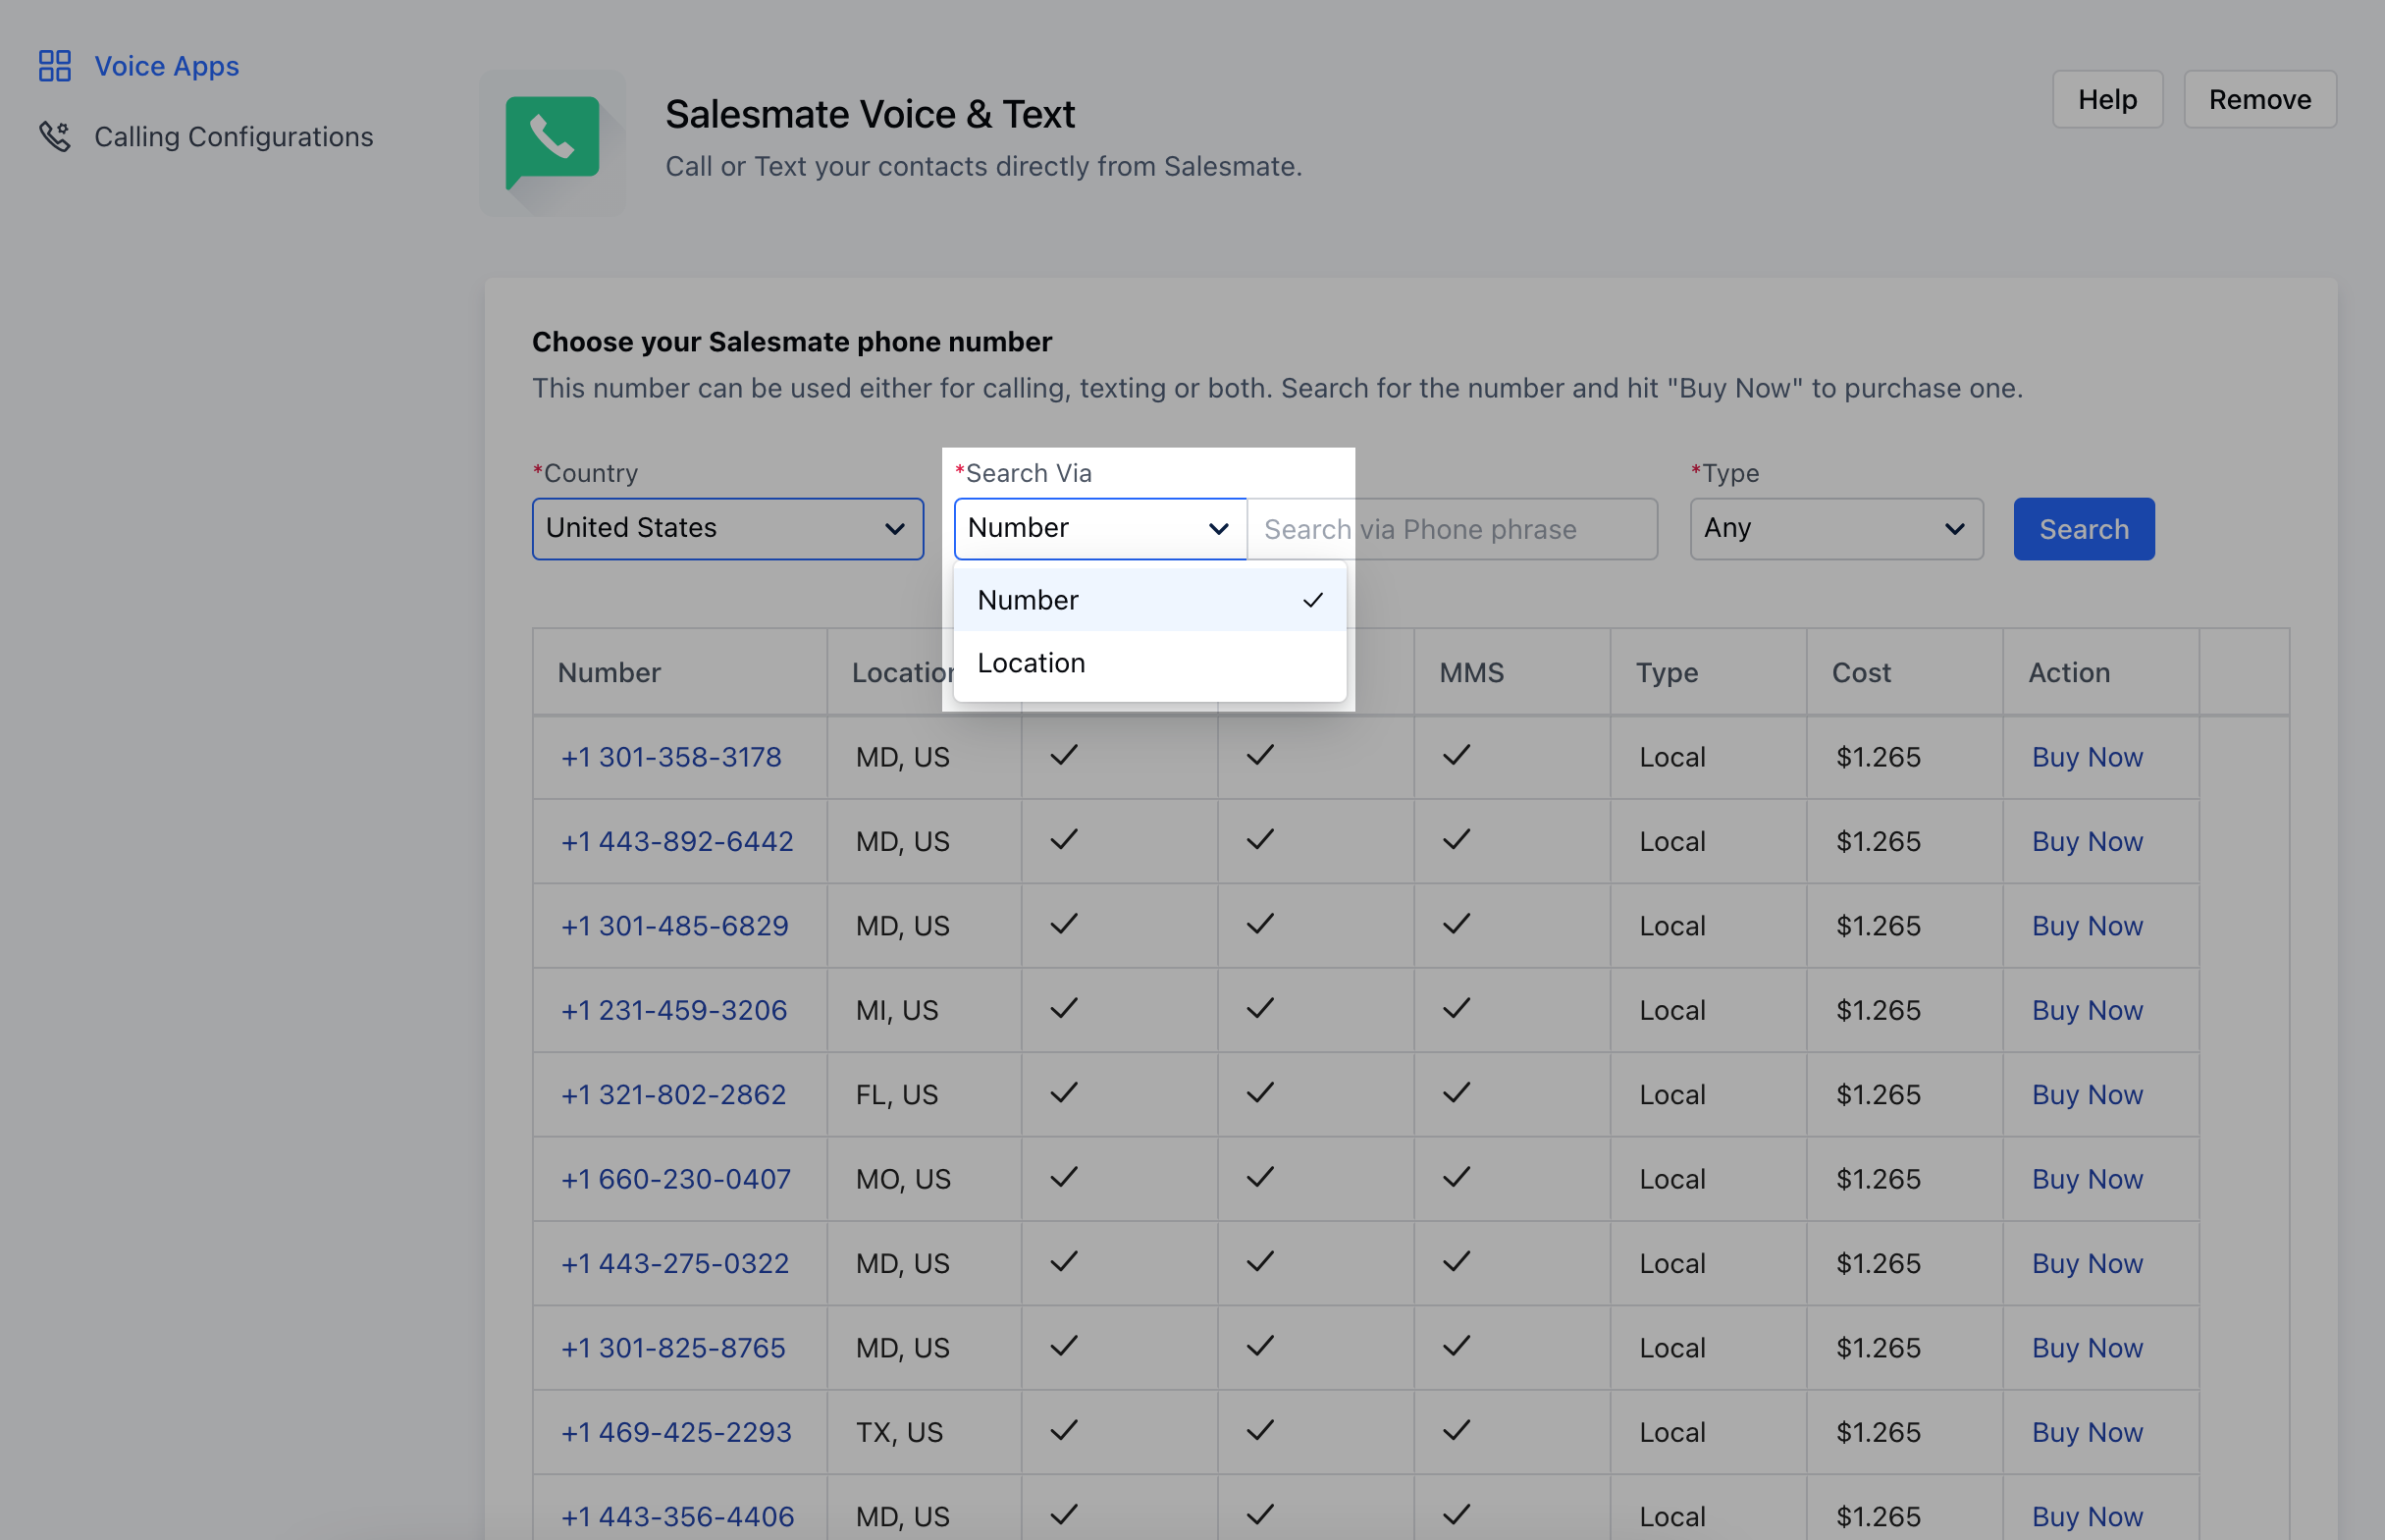 Voice Apps
Calling Configurations
Salesmate Voice & Text
Call or Text your contacts directly from Salesmate.
Help
Remove
Choose your Salesmate phone number
This number can be used either for calling, texting or both. Search for the number and hit "Buy Now" to purchase one.
*Country *Search Via *Type
United States Number Search via Phone phrase Any Search
Number
Location
Number Location MMS Type Cost Action
+1 301-358-3178 MD, US Local $1.265 Buy Now
+1 443-892-6442 MD, US Local $1.265 Buy Now
+1 301-485-6829 MD, US Local $1.265 Buy Now
+1 231-459-3206 MI, US Local $1.265 Buy Now
+1 321-802-2862 FL, US Local $1.265 Buy Now
+1 660-230-0407 MO, US Local $1.265 Buy Now
+1 443-275-0322 MD, US Local $1.265 Buy Now
+1 301-825-8765 MD, US Local $1.265 Buy Now
+1 469-425-2293 TX, US Local $1.265 Buy Now
+1 443-356-4406 MD, US Local $1.265 Buy Now